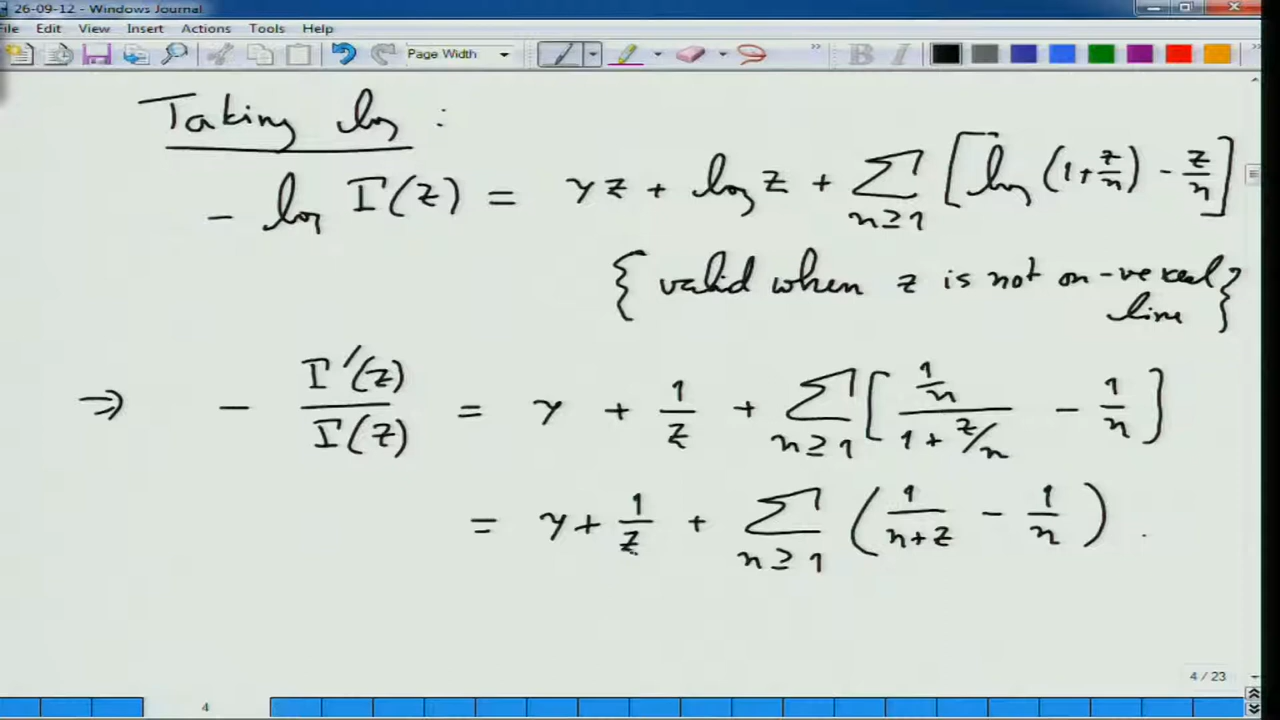 26-09-12 - Windows Journal
File Edit View Insert Actions Tools Help
Page Width
Taking log :
- log Γ(z) = γz + log z + Σ_{n≥1} [log (1+z/n) - z/n]
{valid when z is not on -ve real
line}
⇒ - Γ'(z)/Γ(z) = γ + 1/z + Σ_{n≥1} [(1/n)/(1+z/n) - 1/n]
= γ + 1/z + Σ_{n≥1} (1/(n+z) - 1/n) .
4 / 23
4